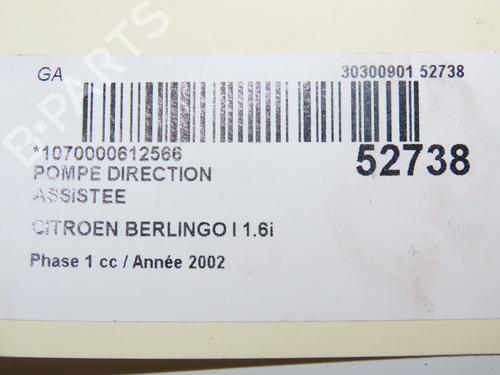 B-PARTS
GA
30300901 52738
*1070000612566
52738
POMPE DIRECTION
ASSISTEE
CITROEN BERLINGO I 1.6i
Phase 1 cc / Année 2002